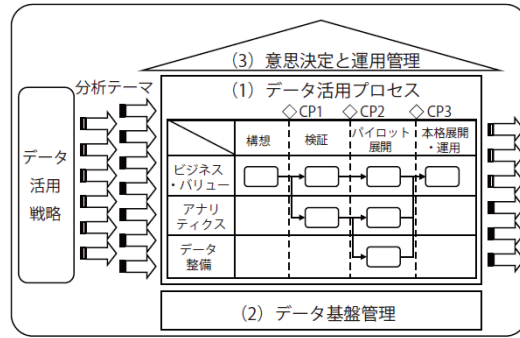 (3) 意思決定と運用管理
分析テーマ
(1) データ活用プロセス
◇CP1 ◇CP2 ◇CP3
構想
検証
パイロット
展開
本格展開
・運用
データ
活用
戦略
ビジネス
・バリュー
アナリ
ティクス
データ
整備
(2) データ基盤管理